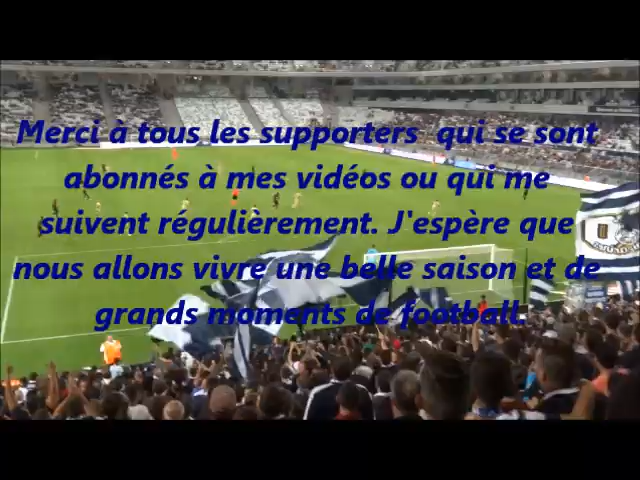 Merci à tous les supporters qui se sont
abonnés à mes vidéos ou qui me
suivent régulièrement. J'espère que
nous allons vivre une belle saison et de
grands moments de football.